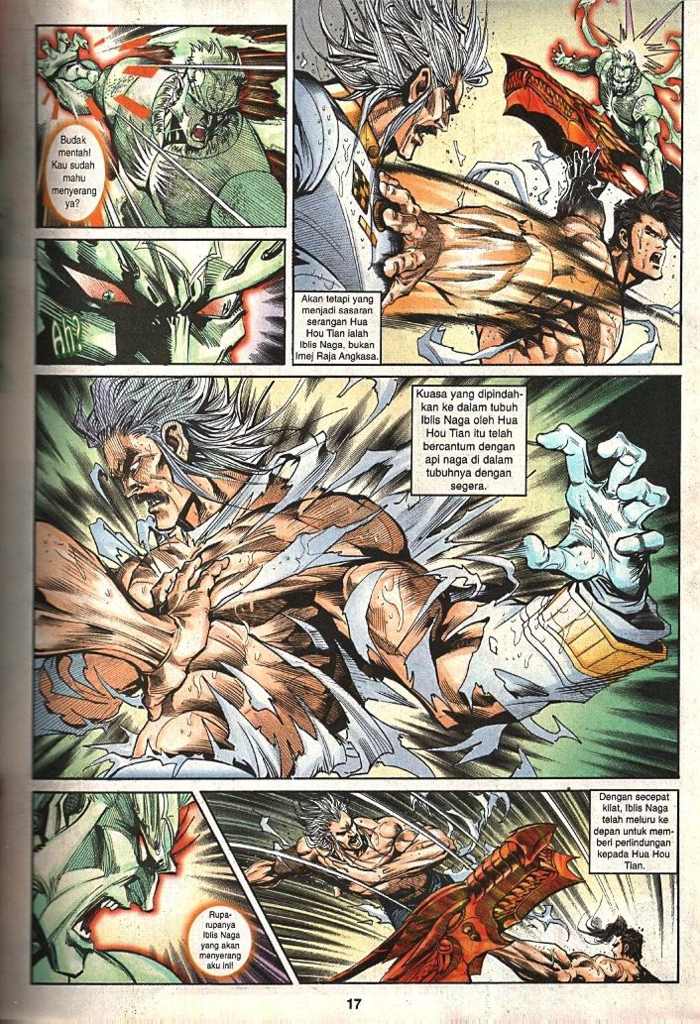 Budak
mentah!
Kau sudah
mahu
menyerang
ya?
Ah?
Akan tetapi yang
menjadi sasaran
serangan Hua
Hou Tian ialah
Iblis Naga, bukan
Imej Raja Angkasa.
Kuasa yang dipindah-
kan ke dalam tubuh
Iblis Naga oleh Hua
Hou Tian itu telah
bercantum dengan
api naga di dalam
tubuhnya dengan
segera.
Rupa-
rupanya
Iblis Naga
yang akan
menyerang
aku ini!
Dengan secepat
kilat, Iblis Naga
telah meluru ke
depan untuk mem-
beri perlindungan
kepada Hua Hou
Tian.
17